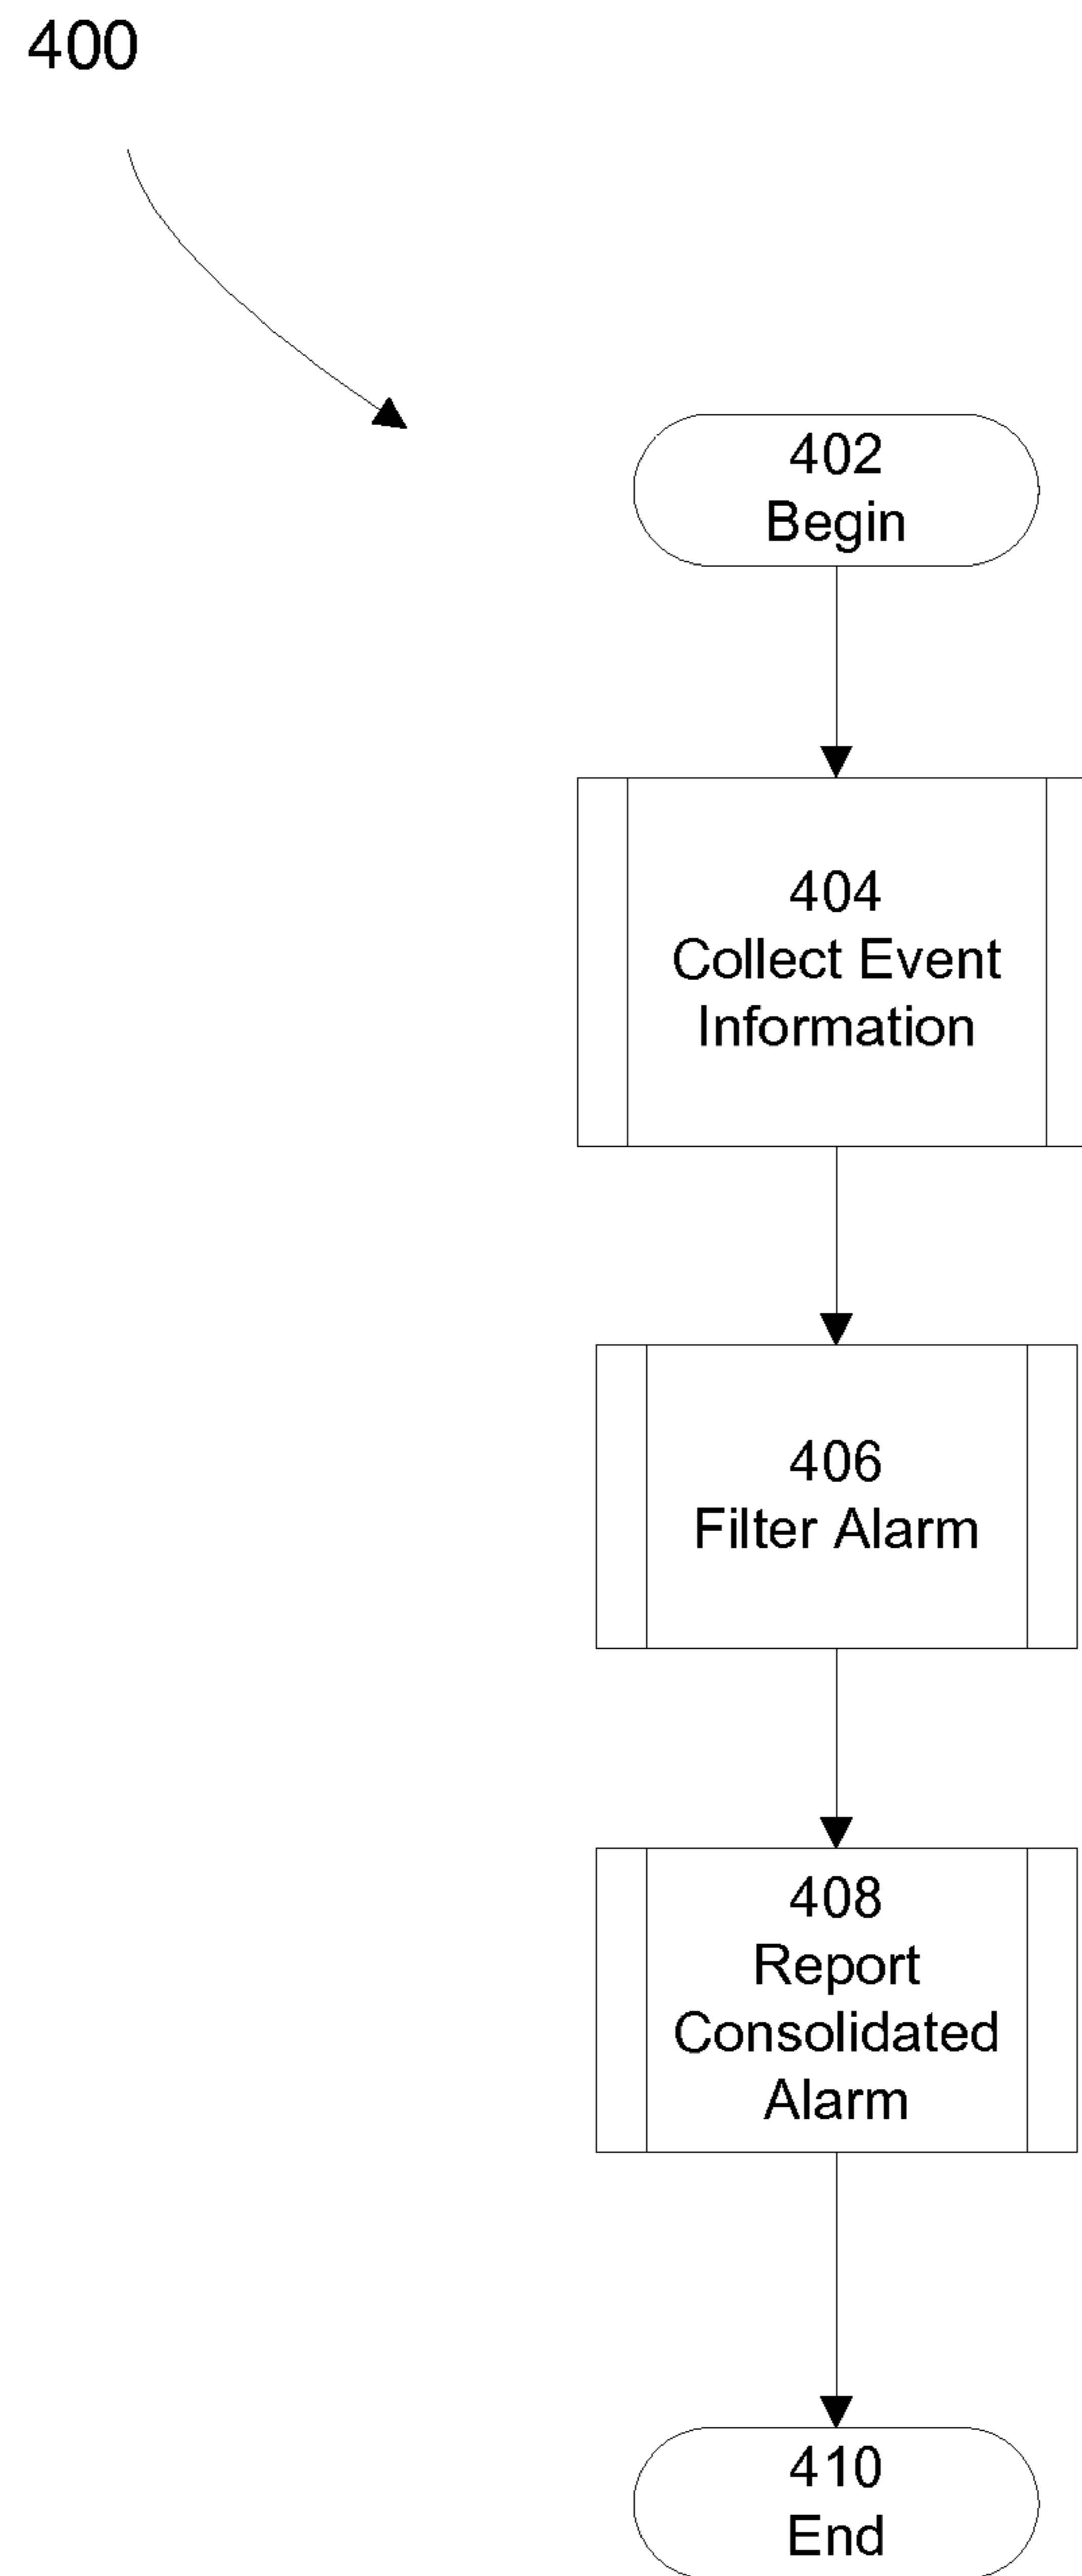 400
402
Begin
404
Collect Event
Information
406
Filter Alarm
408
Report
Consolidated
Alarm
410
End